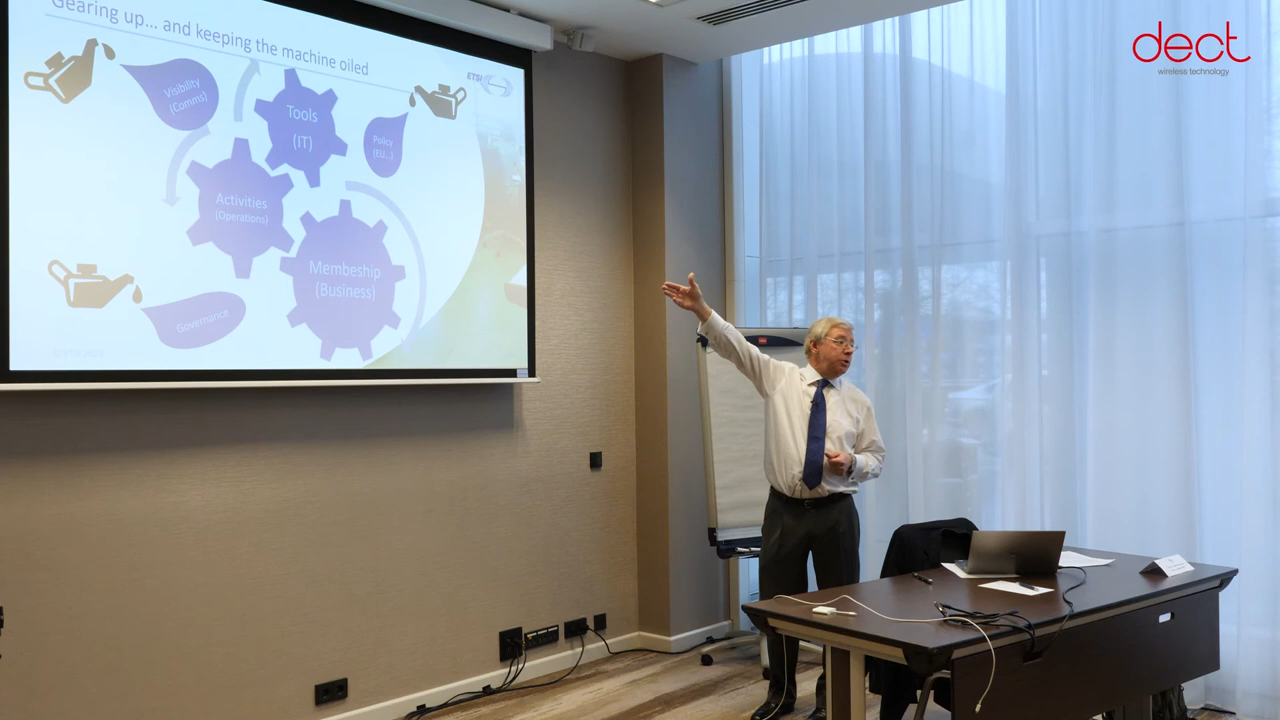 Gearing up... and keeping the machine oiled
dect
wireless technology
ETSI
Visibility
(Comms)
Tools
(IT)
Policy
(EU...)
Activities
(Operations)
Membeship
(Business)
Governance